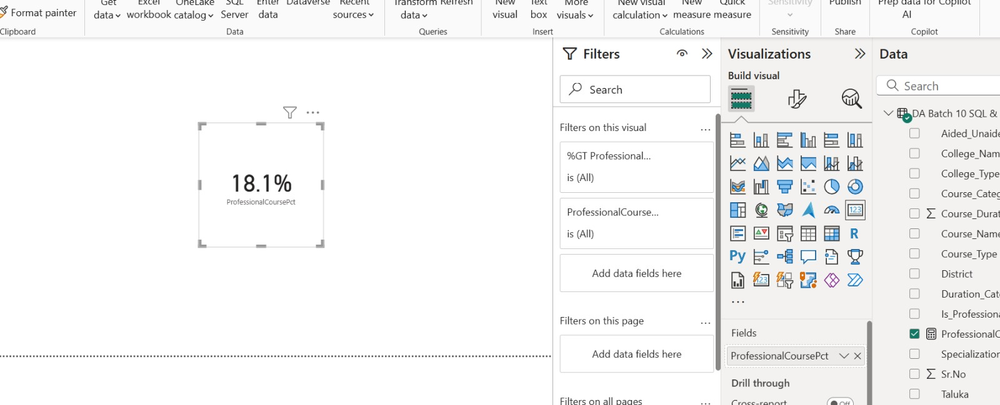 Format painter
Clipboard
Get data
Excel workbook
OneLake catalog
SQL Server
Enter data
Dataverse
Recent sources
Data
Transform data
Refresh
Queries
New visual
Text box
More visuals
Insert
New visual calculation
New measure
Quick measure
Calculations
Sensitivity
Sensitivity
Publish
Share
Prep data for Copilot
AI
Copilot
18.1%
ProfessionalCoursePct
Filters
Search
Filters on this visual
...
%GT Professional...
is (All)
ProfessionalCourse...
is (All)
Add data fields here
Filters on this page
...
Add data fields here
Filters on all pages
...
Visualizations
Build visual
123
R
Py
123
...
Fields
ProfessionalCoursePct
Drill through
Cross-report
Off
Data
Search
DA Batch 10 SQL &
Aided_Unaide
College_Nam
College_Type
Course_Categ
Σ Course_Durat
Course_Name
Course_Type
District
Duration_Cate
Is_Professiona
ProfessionalC
Specialization
Σ Sr.No
Taluka